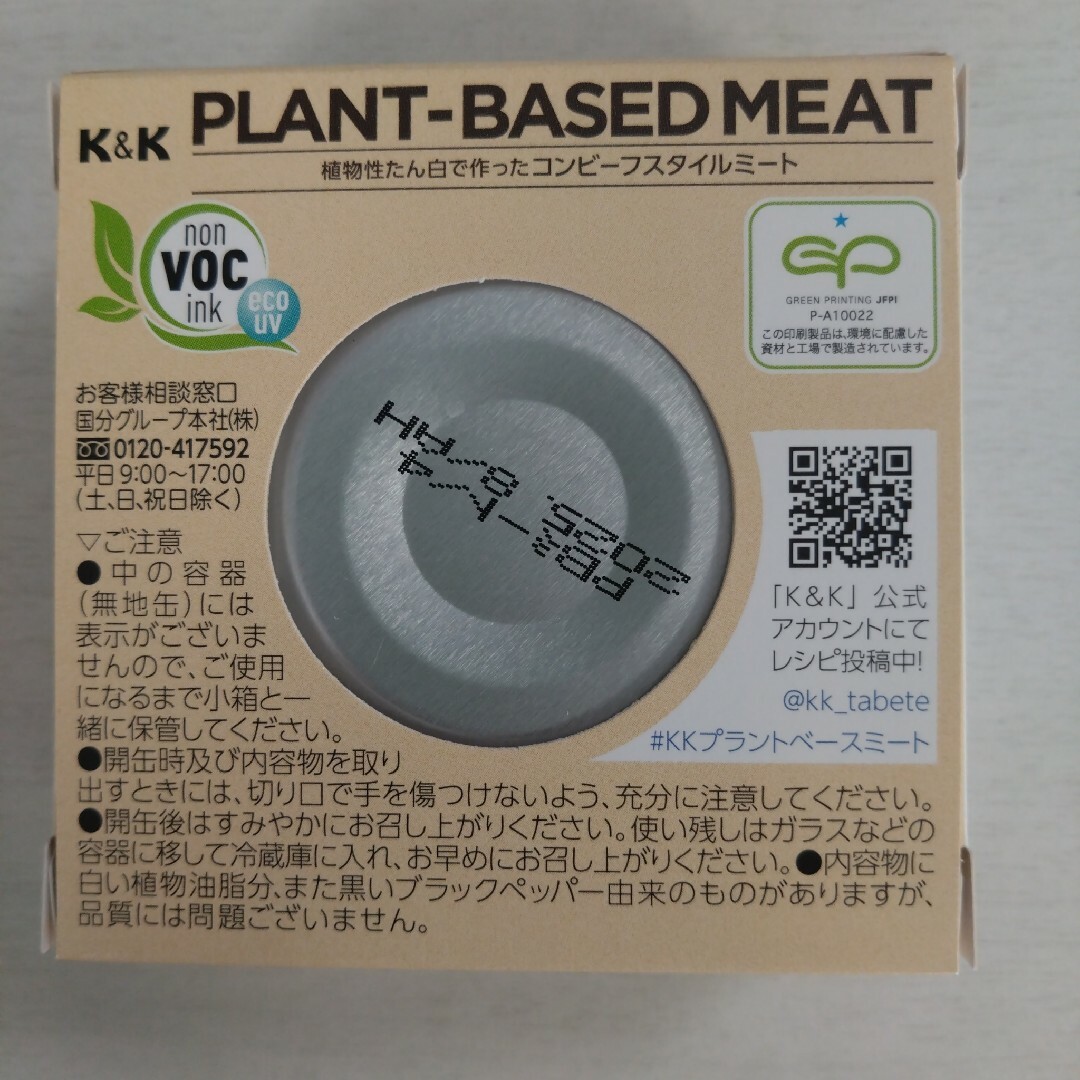 K&K PLANT-BASED MEAT
植物性たん白で作ったコンビーフスタイルミート
non
VOC
ink
eco
UV
GP
GREEN PRINTING JFPI
P-A10022
この印刷製品は、環境に配慮した
資材と工場で製造されています。
お客様相談窓口
国分グループ本社(株)
0120-417592
平日9:00〜17:00
(土、日、祝日除く)
▽ご注意
●中の容器
(無地缶)には
表示がございま
せんので、ご使用
になるまで小箱と一
緒に保管してください。
●開缶時及び内容物を取り
出すときには、切り口で手を傷つけないよう、充分に注意してください。
●開缶後はすみやかにお召し上がりください。使い残しはガラスなどの
容器に移して冷蔵庫に入れ、お早めにお召し上がりください。●内容物に
白い植物油脂分、また黒いブラックペッパー由来のものがありますが、
品質には問題ございません。
「K&K」公式
アカウントにて
レシピ投稿中!
@kk_tabete
#KKプラントベースミート